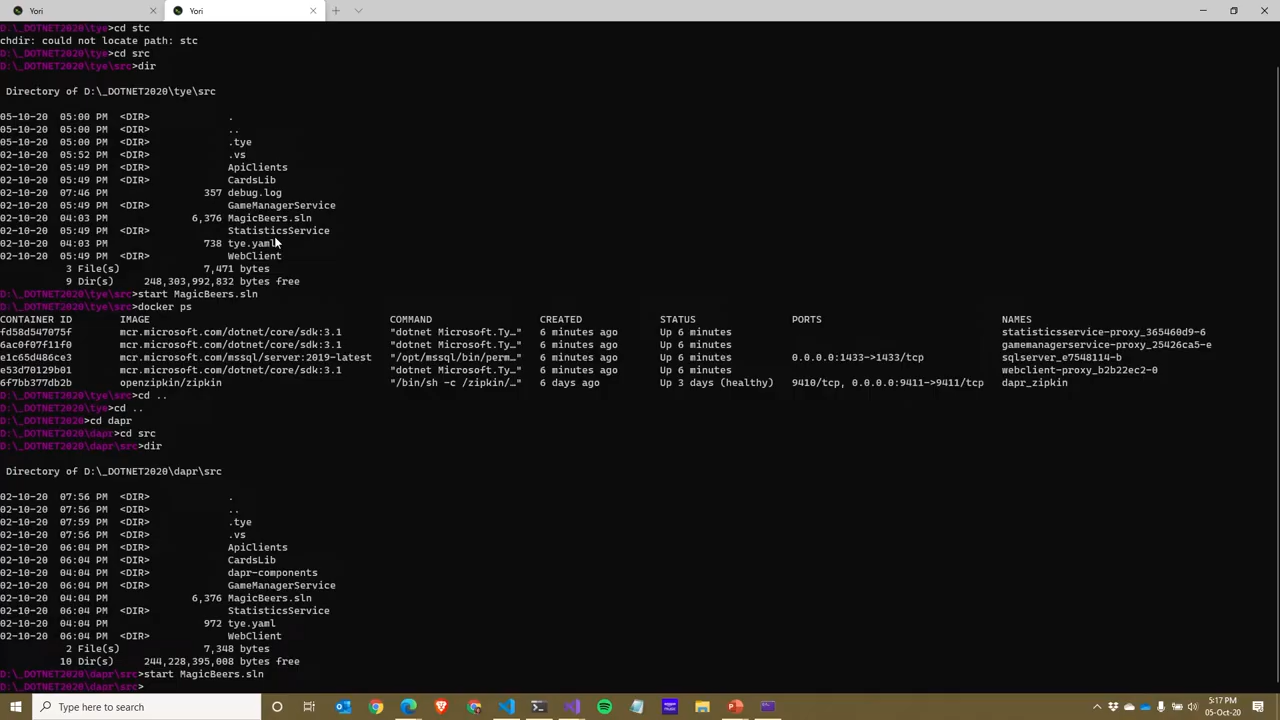 Yori
Yori
D:\_DOTNET2020\tye>cd stc
chdir: could not locate path: stc
D:\_DOTNET2020\tye>cd src
D:\_DOTNET2020\tye\src>dir
Directory of D:\_DOTNET2020\tye\src
05-10-20 05:00 PM <DIR> .
05-10-20 05:00 PM <DIR> ..
05-10-20 05:00 PM <DIR> .tye
02-10-20 05:52 PM <DIR> .vs
02-10-20 05:49 PM <DIR> ApiClients
02-10-20 05:49 PM <DIR> CardsLib
02-10-20 07:46 PM 357 debug.log
02-10-20 05:49 PM <DIR> GameManagerService
02-10-20 04:03 PM 6,376 MagicBeers.sln
02-10-20 05:49 PM <DIR> StatisticsService
02-10-20 04:03 PM 738 tye.yaml
02-10-20 05:49 PM <DIR> WebClient
3 File(s) 7,471 bytes
9 Dir(s) 248,303,992,832 bytes free
D:\_DOTNET2020\tye\src>start MagicBeers.sln
D:\_DOTNET2020\tye\src>docker ps
CONTAINER ID IMAGE COMMAND CREATED STATUS PORTS NAMES
fd58d547075f mcr.microsoft.com/dotnet/core/sdk:3.1 "dotnet Microsoft.Ty…" 6 minutes ago Up 6 minutes statisticsservice-proxy_365460d9-6
6ac0f07f11f0 mcr.microsoft.com/dotnet/core/sdk:3.1 "dotnet Microsoft.Ty…" 6 minutes ago Up 6 minutes gamemanagerservice-proxy_25426ca5-e
e1c65d486ce3 mcr.microsoft.com/mssql/server:2019-latest "/opt/mssql/bin/perm…" 6 minutes ago Up 6 minutes 0.0.0.0:1433->1433/tcp sqlserver_e7548114-b
e53d70129b01 mcr.microsoft.com/dotnet/core/sdk:3.1 "dotnet Microsoft.Ty…" 6 minutes ago Up 6 minutes webclient-proxy_b2b22ec2-0
6f7bb377db2b openzipkin/zipkin "/bin/sh -c /zipkin/…" 6 days ago Up 3 days (healthy) 9410/tcp, 0.0.0.0:9411->9411/tcp dapr_zipkin
D:\_DOTNET2020\tye\src>cd ..
D:\_DOTNET2020\tye>cd ..
D:\_DOTNET2020>cd dapr
D:\_DOTNET2020\dapr>cd src
D:\_DOTNET2020\dapr\src>dir
Directory of D:\_DOTNET2020\dapr\src
02-10-20 07:56 PM <DIR> .
02-10-20 07:56 PM <DIR> ..
02-10-20 07:59 PM <DIR> .tye
02-10-20 07:56 PM <DIR> .vs
02-10-20 06:04 PM <DIR> ApiClients
02-10-20 06:04 PM <DIR> CardsLib
02-10-20 04:04 PM <DIR> dapr-components
02-10-20 06:04 PM <DIR> GameManagerService
02-10-20 04:04 PM 6,376 MagicBeers.sln
02-10-20 06:04 PM <DIR> StatisticsService
02-10-20 06:04 PM 972 tye.yaml
02-10-20 06:04 PM <DIR> WebClient
2 File(s) 7,348 bytes
10 Dir(s) 244,228,395,008 bytes free
D:\_DOTNET2020\dapr\src>start MagicBeers.sln
D:\_DOTNET2020\dapr\src>
Type here to search
5:17 PM
05-Oct-20